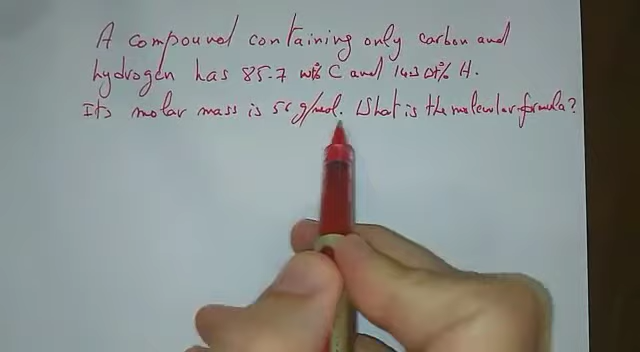 A compound containing only carbon and
hydrogen has 85.7 wt% C and 14.3 wt% H.
Its molar mass is 56 g/mol. What is the molecular formula?